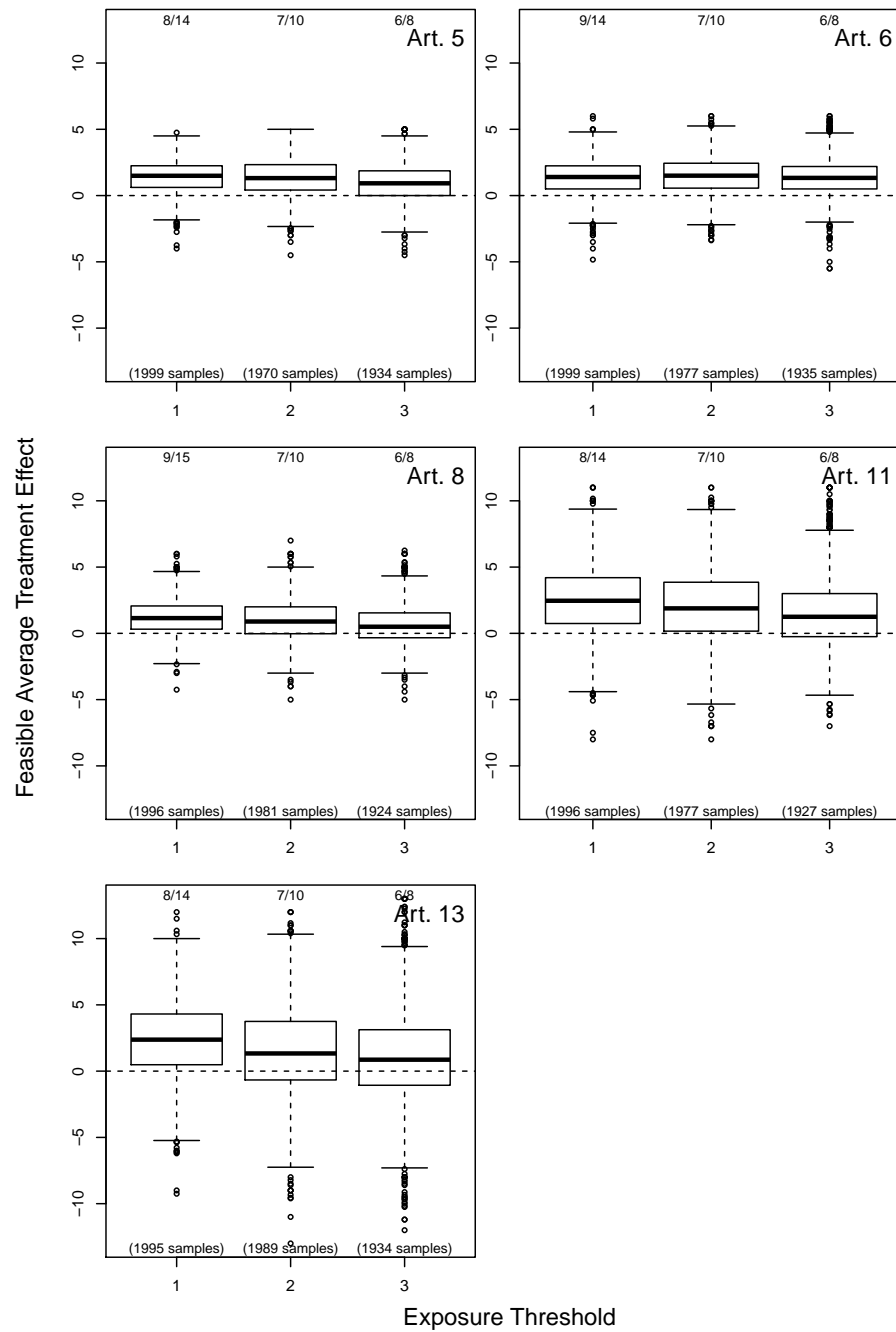 8/14 7/10 6/8
Art. 5
10
5
0
−5
−10
(1999 samples) (1970 samples) (1934 samples)
1 2 3
9/14 7/10 6/8
Art. 6
10
5
0
−5
−10
(1999 samples) (1977 samples) (1935 samples)
1 2 3
9/15 7/10 6/8
Art. 8
10
5
0
−5
−10
(1996 samples) (1981 samples) (1924 samples)
1 2 3
8/14 7/10 6/8
Art. 11
10
5
0
−5
−10
(1996 samples) (1977 samples) (1927 samples)
1 2 3
8/14 7/10 6/8
Art. 13
10
5
0
−5
−10
(1995 samples) (1989 samples) (1934 samples)
1 2 3
Feasible Average Treatment Effect
Exposure Threshold